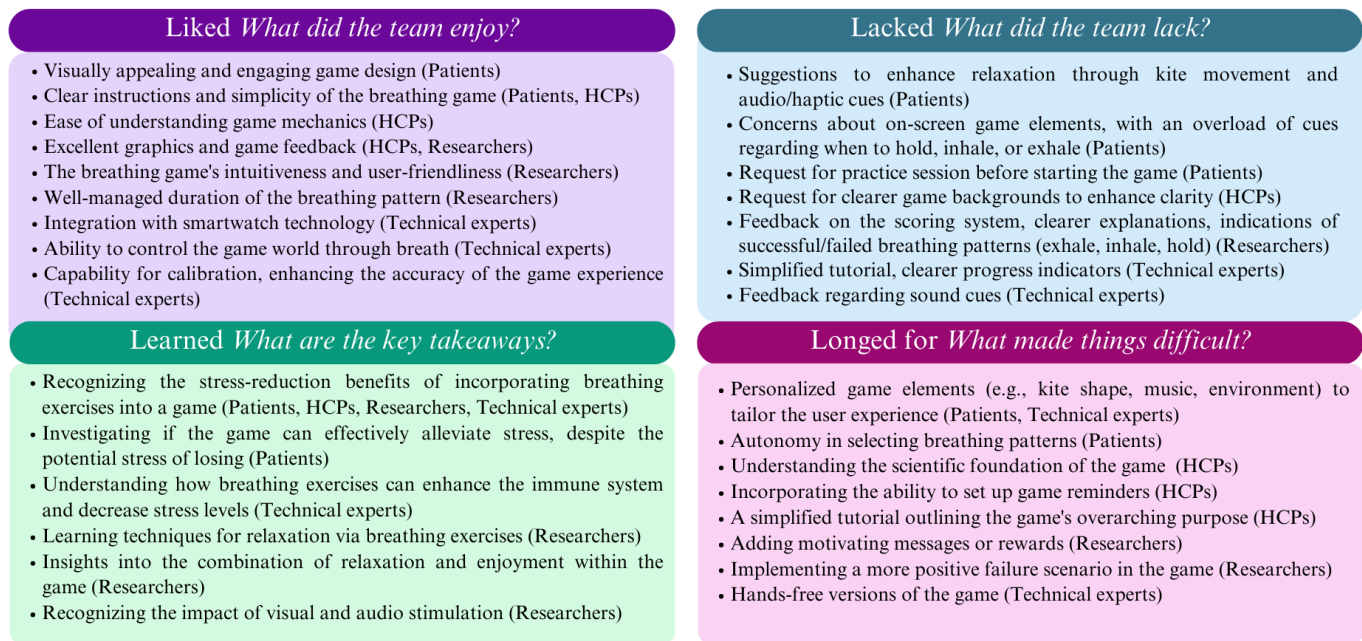 Liked What did the team enjoy?
• Visually appealing and engaging game design (Patients)
• Clear instructions and simplicity of the breathing game (Patients, HCPs)
• Ease of understanding game mechanics (HCPs)
• Excellent graphics and game feedback (HCPs, Researchers)
• The breathing game's intuitiveness and user-friendliness (Researchers)
• Well-managed duration of the breathing pattern (Researchers)
• Integration with smartwatch technology (Technical experts)
• Ability to control the game world through breath (Technical experts)
• Capability for calibration, enhancing the accuracy of the game experience
(Technical experts)
Lacked What did the team lack?
• Suggestions to enhance relaxation through kite movement and
audio/haptic cues (Patients)
• Concerns about on-screen game elements, with an overload of cues
regarding when to hold, inhale, or exhale (Patients)
• Request for practice session before starting the game (Patients)
• Request for clearer game backgrounds to enhance clarity (HCPs)
• Feedback on the scoring system, clearer explanations, indications of
successful/failed breathing patterns (exhale, inhale, hold) (Researchers)
• Simplified tutorial, clearer progress indicators (Technical experts)
• Feedback regarding sound cues (Technical experts)
Learned What are the key takeaways?
• Recognizing the stress-reduction benefits of incorporating breathing
exercises into a game (Patients, HCPs, Researchers, Technical experts)
• Investigating if the game can effectively alleviate stress, despite the
potential stress of losing (Patients)
• Understanding how breathing exercises can enhance the immune system
and decrease stress levels (Technical experts)
• Learning techniques for relaxation via breathing exercises (Researchers)
• Insights into the combination of relaxation and enjoyment within the
game (Researchers)
• Recognizing the impact of visual and audio stimulation (Researchers)
Longed for What made things difficult?
• Personalized game elements (e.g., kite shape, music, environment) to
tailor the user experience (Patients, Technical experts)
• Autonomy in selecting breathing patterns (Patients)
• Understanding the scientific foundation of the game (HCPs)
• Incorporating the ability to set up game reminders (HCPs)
• A simplified tutorial outlining the game's overarching purpose (HCPs)
• Adding motivating messages or rewards (Researchers)
• Implementing a more positive failure scenario in the game (Researchers)
• Hands-free versions of the game (Technical experts)